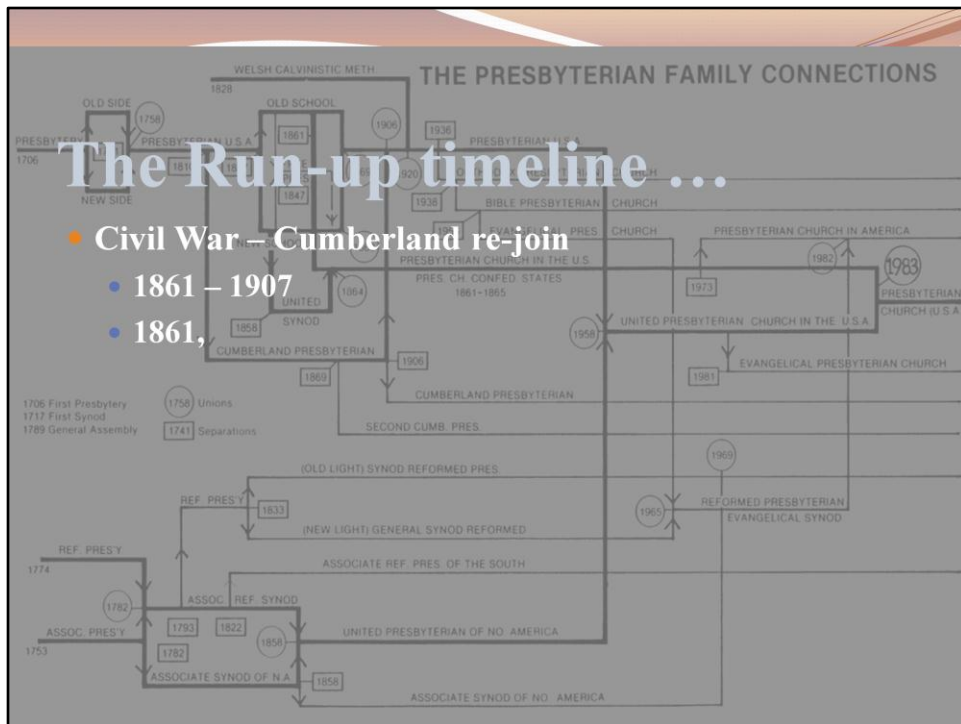 WELSH CALVINISTIC METH
THE PRESBYTERIAN FAMILY CONNECTIONS
1828
OLD SIDE
OLD SCHOOL
1758
1861
1906
1936
PRESBYTERY
PRESBYTERIAN U.S.A.
PRESBYTERIAN U.S.A.
1706
The Run-up timeline …
1920
NEW SIDE
1847
1936
BIBLE PRESBYTERIAN CHURCH
EVANGELICAL PRES. CHURCH
PRESBYTERIAN CHURCH IN AMERICA
• Civil War – Cumberland re-join
PRESBYTERIAN CHURCH IN THE U.S.
1982
1983
• 1861 – 1907
PRES. CH. CONFED. STATES
1861-1865
1864
1973
PRESBYTERIAN
CHURCH (U.S.A.
UNITED
SYNOD
1858
• 1861,
1958
UNITED PRESBYTERIAN CHURCH IN THE U.S.A.
CUMBERLAND PRESBYTERIAN
1906
EVANGELICAL PRESBYTERIAN CHURCH
1869
1981
CUMBERLAND PRESBYTERIAN
1706 First Presbytery
1758 Unions
1717 First Synod
1789 General Assembly
1741 Separations
SECOND CUMB. PRES.
1969
(OLD LIGHT) SYNOD REFORMED PRES.
REF. PRES'Y
1833
1965
REFORMED PRESBYTERIAN
EVANGELICAL SYNOD
(NEW LIGHT) GENERAL SYNOD REFORMED
REF. PRES'Y
ASSOCIATE REF. PRES. OF THE SOUTH
1774
1782
ASSOC. REF. SYNOD
1793
1822
ASSOC. PRES'Y
1858
UNITED PRESBYTERIAN OF NO. AMERICA
1753
1782
ASSOCIATE SYNOD OF N.A.
1858
ASSOCIATE SYNOD OF NO. AMERICA